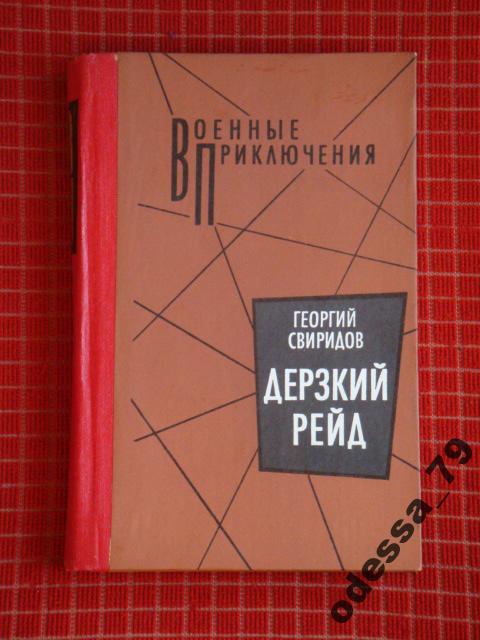 ВОЕННЫЕ
ПРИКЛЮЧЕНИЯ
ГЕОРГИЙ
СВИРИДОВ
ДЕРЗКИЙ
РЕЙД
odessa_79